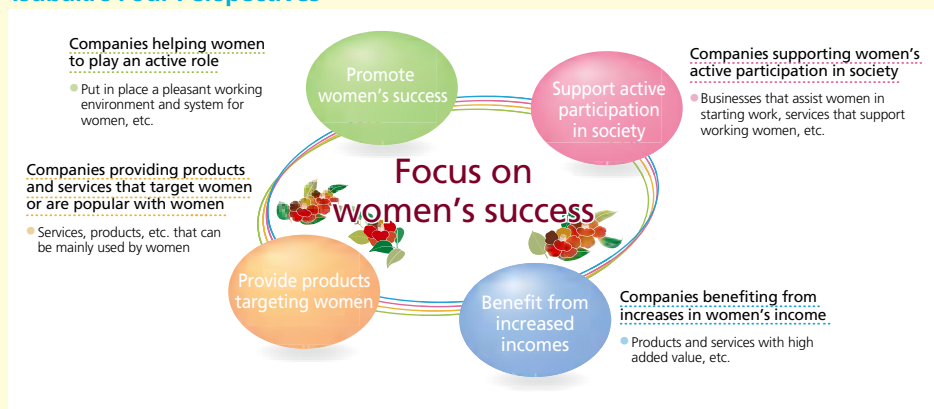 Companies helping women
to play an active role
Put in place a pleasant working
environment and system for
women, etc.
Promote
women's success
Support active
participation
in society
Companies supporting women's
active participation in society
Businesses that assist women in
starting work, services that support
working women, etc.
Focus on
women's success
Companies providing products
and services that target women
or are popular with women
Services, products, etc. that can
be mainly used by women
Provide products
targeting women
Benefit from
increased
incomes
Companies benefiting from
increases in women's income
Products and services with high
added value, etc.